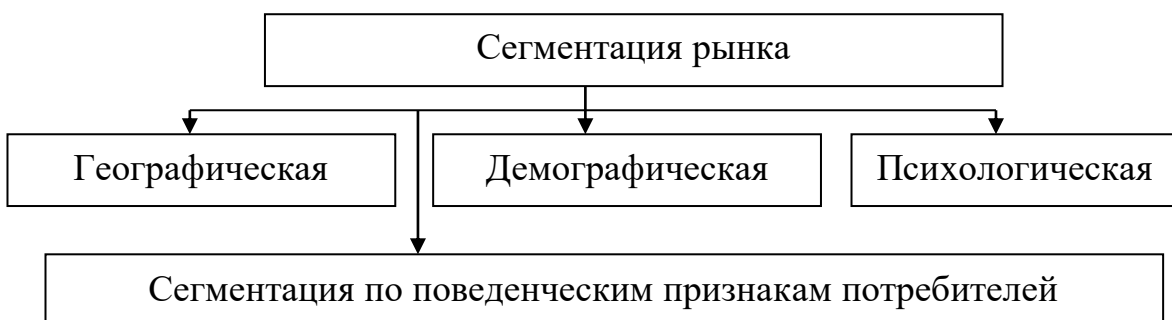 Сегментация рынка
Географическая
Демографическая
Психологическая
Сегментация по поведенческим признакам потребителей